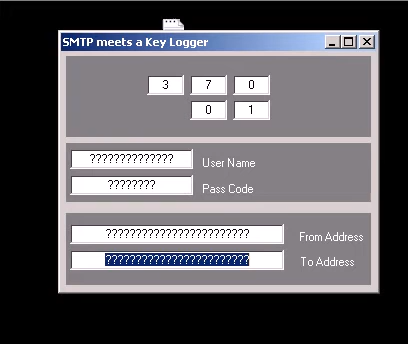 SMTP meets a Key Logger
3 7 0
0 1
?????????????? User Name
???????? Pass Code
???????????????????????? From Address
???????????????????????? To Address